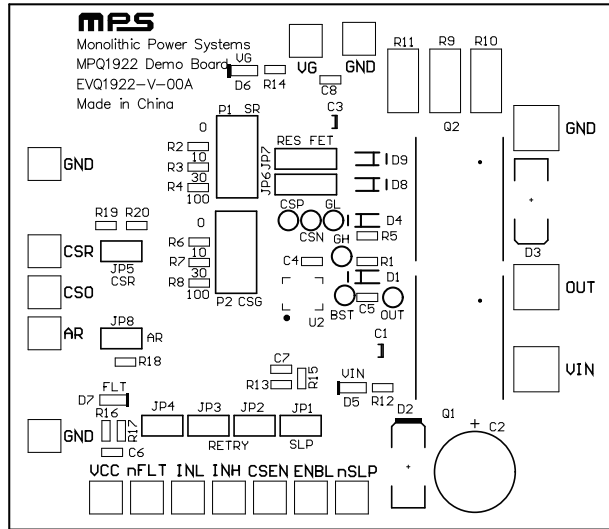 mps
Monolithic Power Systems
MPQ1922 Demo Board
EVQ1922-V-00A
Made in China
VG
D6
R14
VG
GND
C8
C3
R11
R9
R10
Q2
GND
P1 SR
0
R2
10
R3
30
R4
100
JP7
JP6
RES FET
D9
D8
GND
R19
R20
CSR
JP5
CSR
CSO
0
R6
10
R7
30
R8
100
P2 CSG
CSP
GL
CSN
D4
R5
GH
C4
R1
D1
U2
BST
C5
OUT
D3
OUT
AR
JP8
AR
R18
C1
VIN
C7
R13
R15
VIN
D5
R12
FLT
D7
R16
R17
C6
GND
JP4
JP3
JP2
JP1
RETRY
SLP
D2
Q1
+
C2
VCC nFLT INL INH CSEN ENBL nSLP